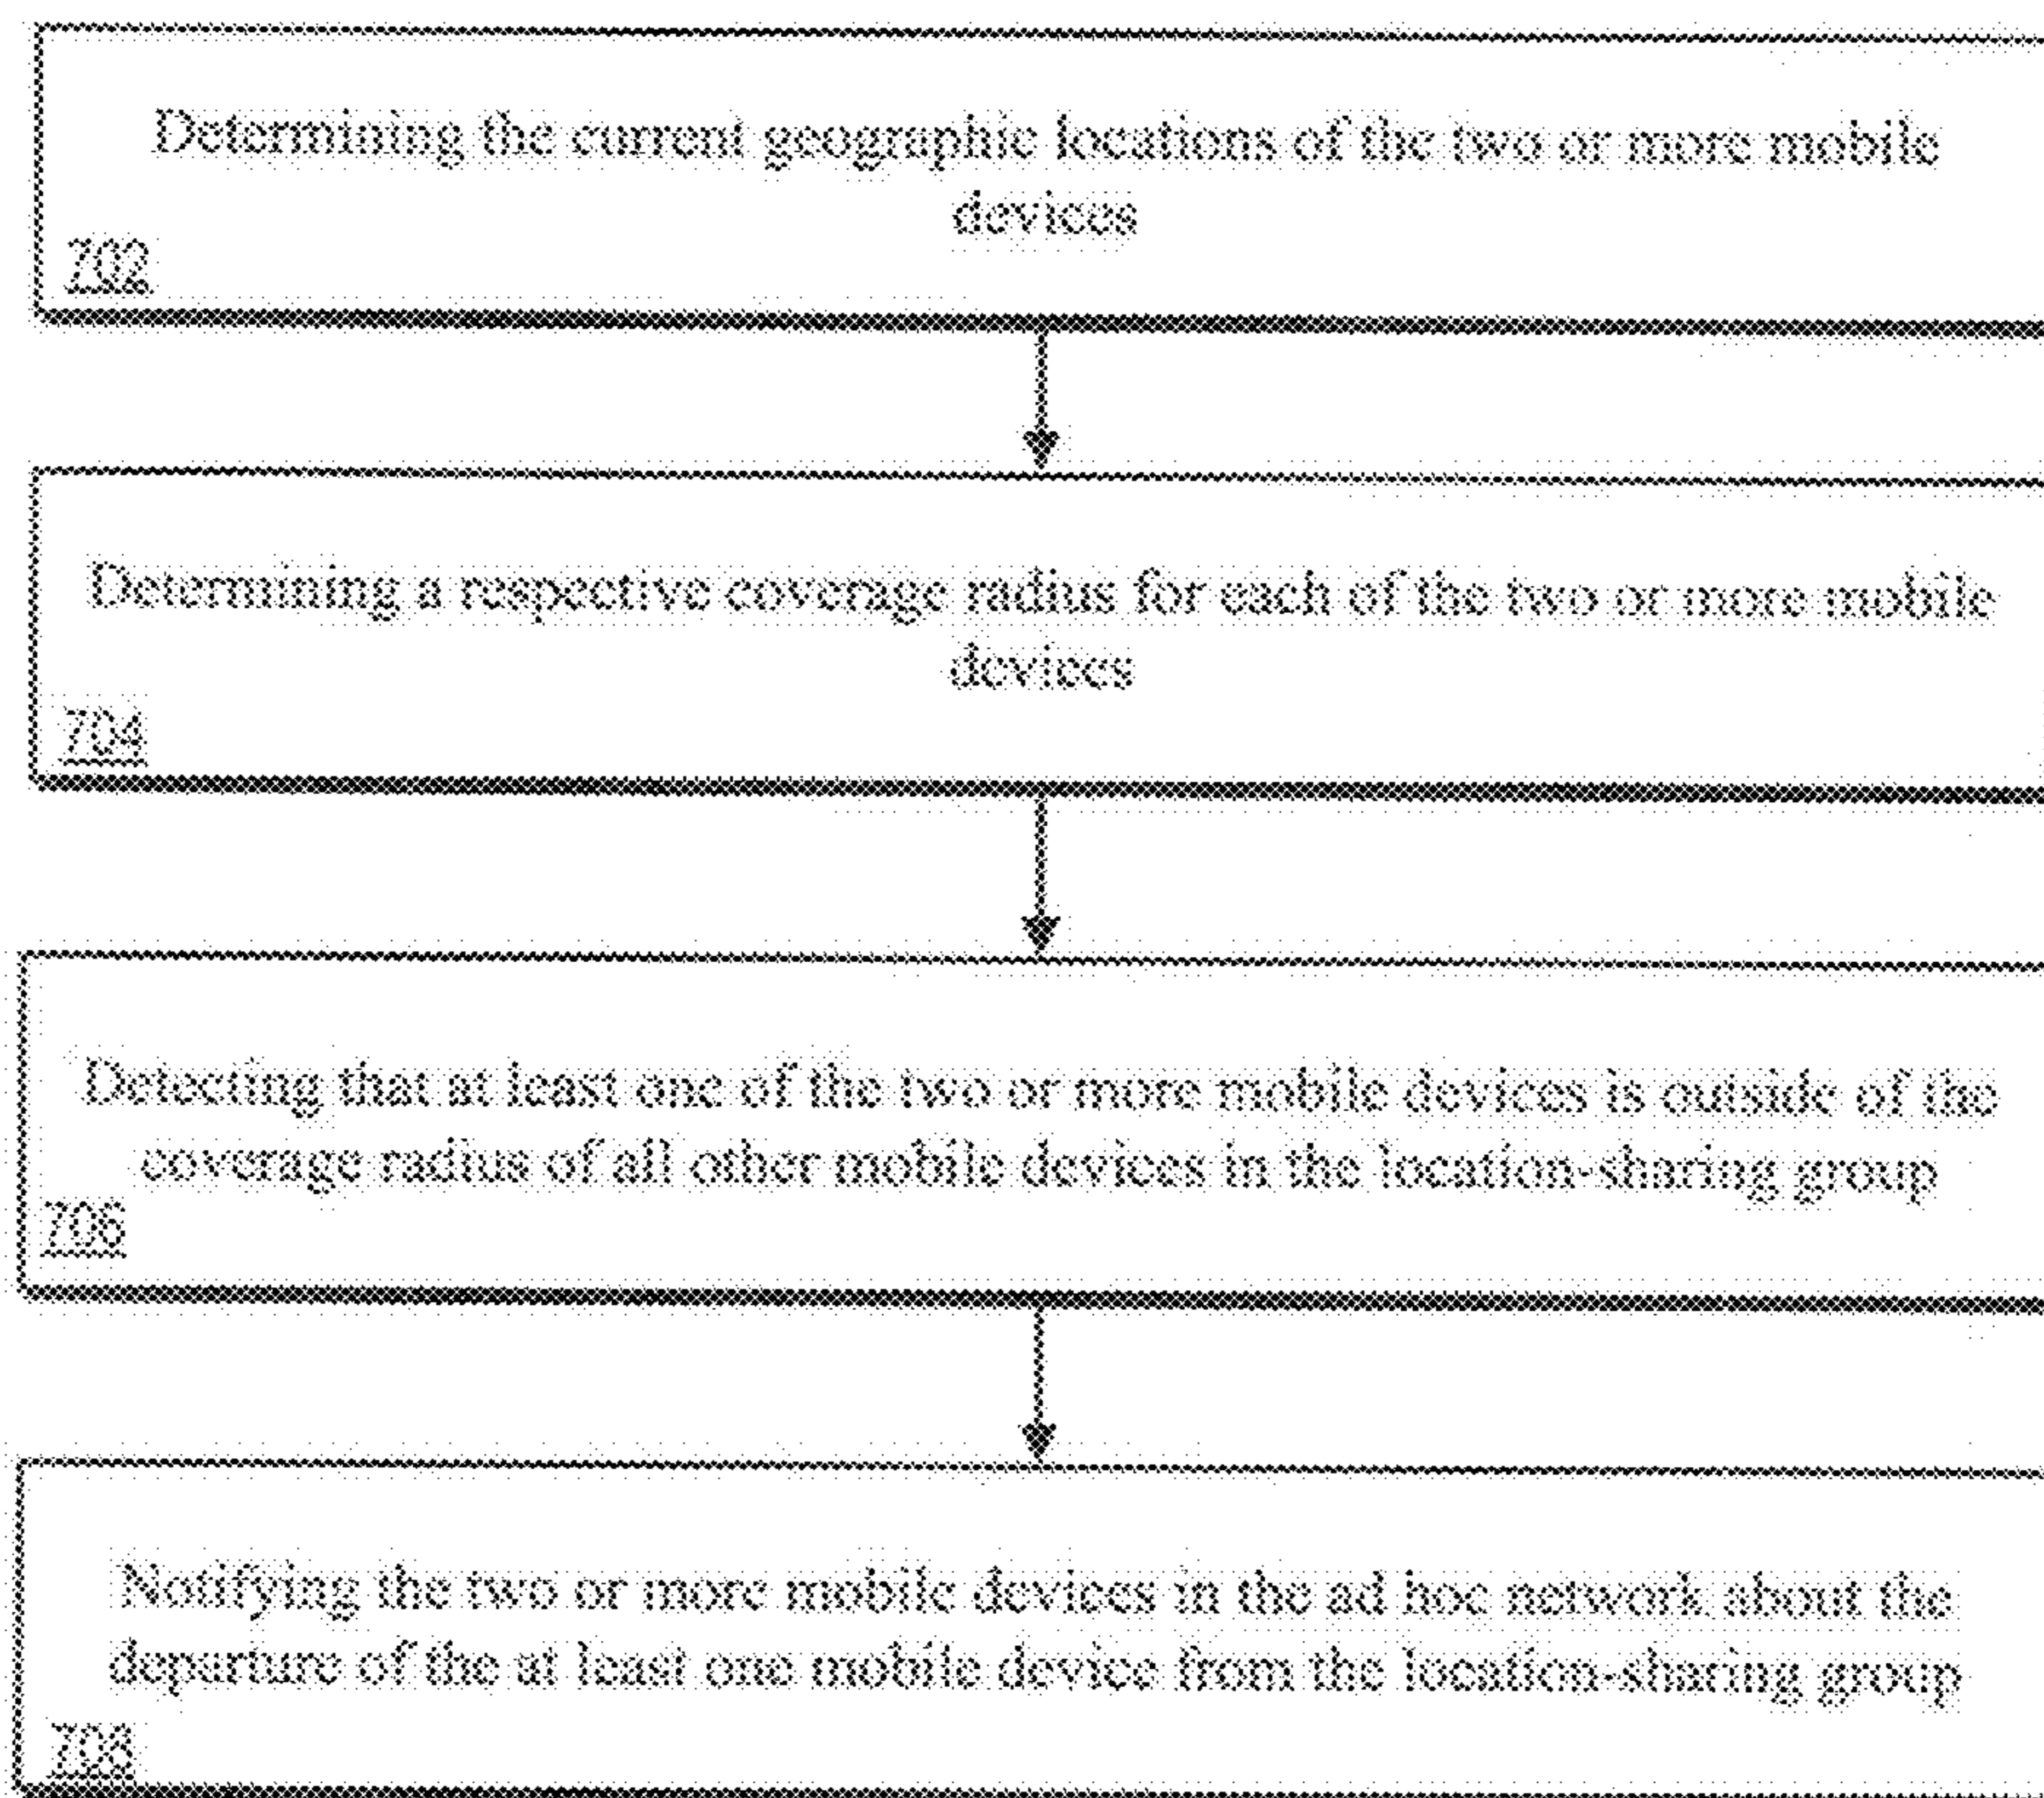 Determining the current geographic locations of the two or more mobile
devices
702
Determining a respective coverage radius for each of the two or more mobile
devices
704
Detecting that at least one of the two or more mobile devices is outside of the
coverage radius of all other mobile devices in the location-sharing group
706
Notifying the two or more mobile devices in the ad hoc network about the
departure of the at least one mobile device from the location-sharing group
708